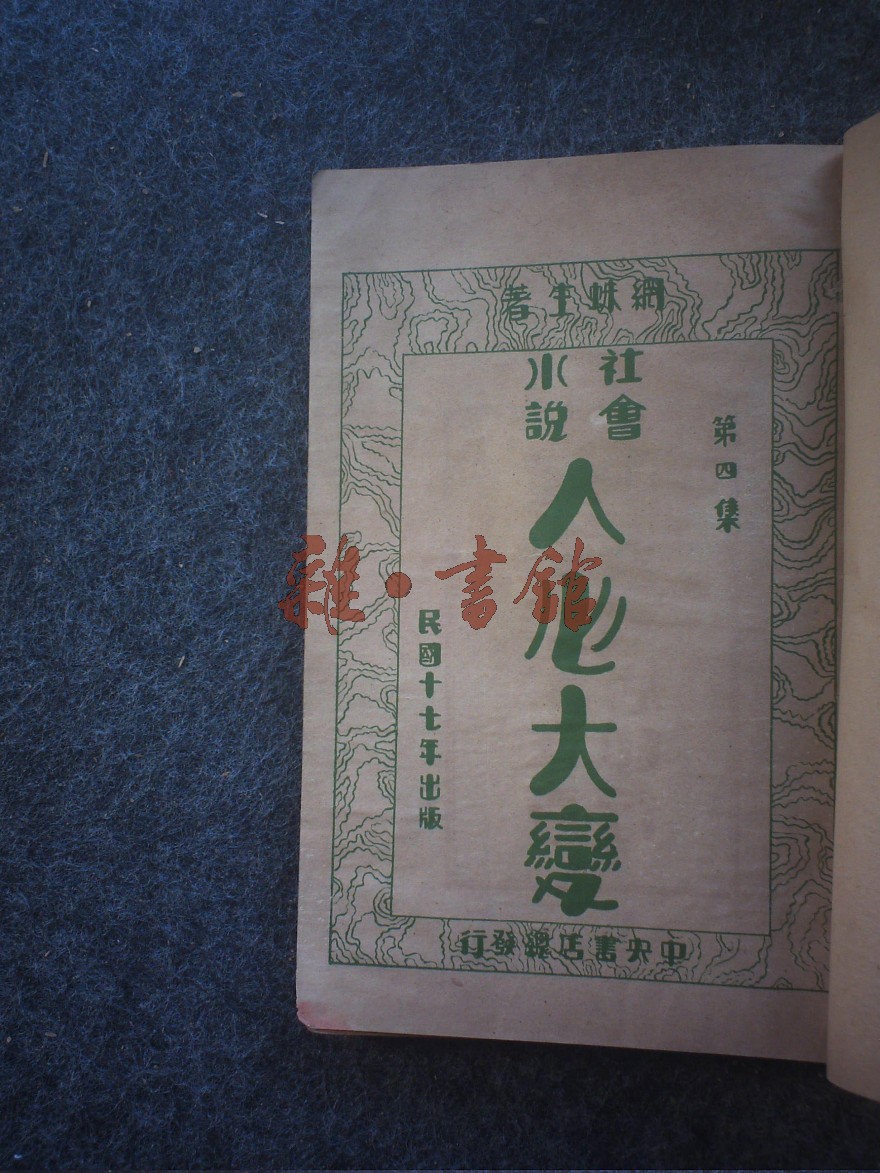 網蛛生著
第四集
社會
小說
人心大變
民國十七年出版
中央書店總發行
雜·書館